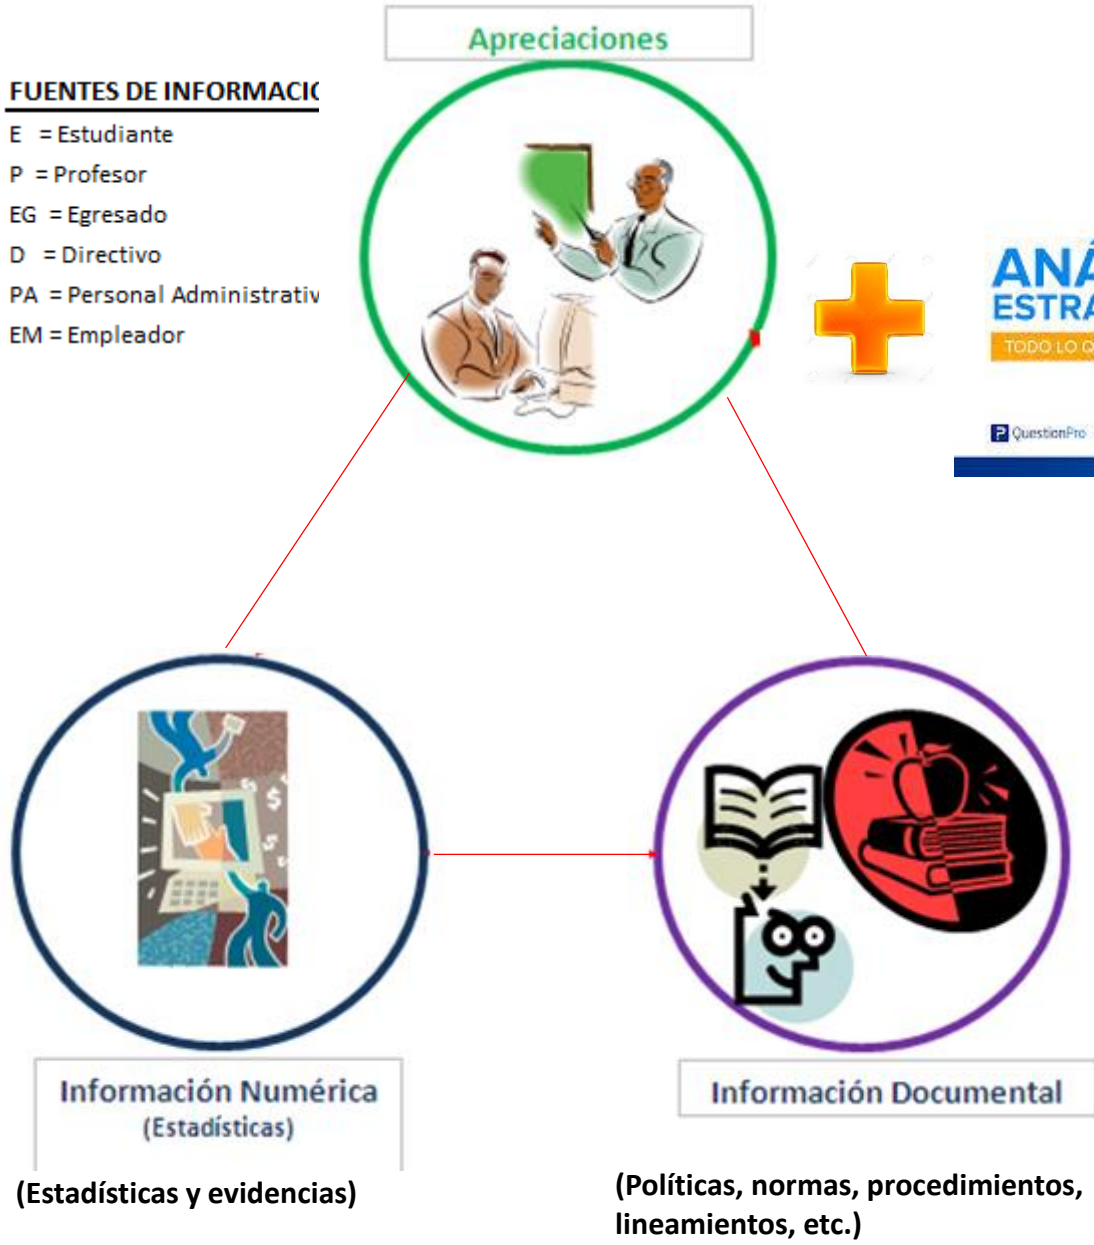 Apreciaciones
FUENTES DE INFORMACIO
E = Estudiante
P = Profesor
EG = Egresado
D = Directivo
PA = Personal Administrativ
EM = Empleador
ANÁ
ESTRA
TODO LO Q
QuestionPro
Información Numérica
(Estadísticas)
(Estadísticas y evidencias)
Información Documental
(Políticas, normas, procedimientos,
lineamientos, etc.)